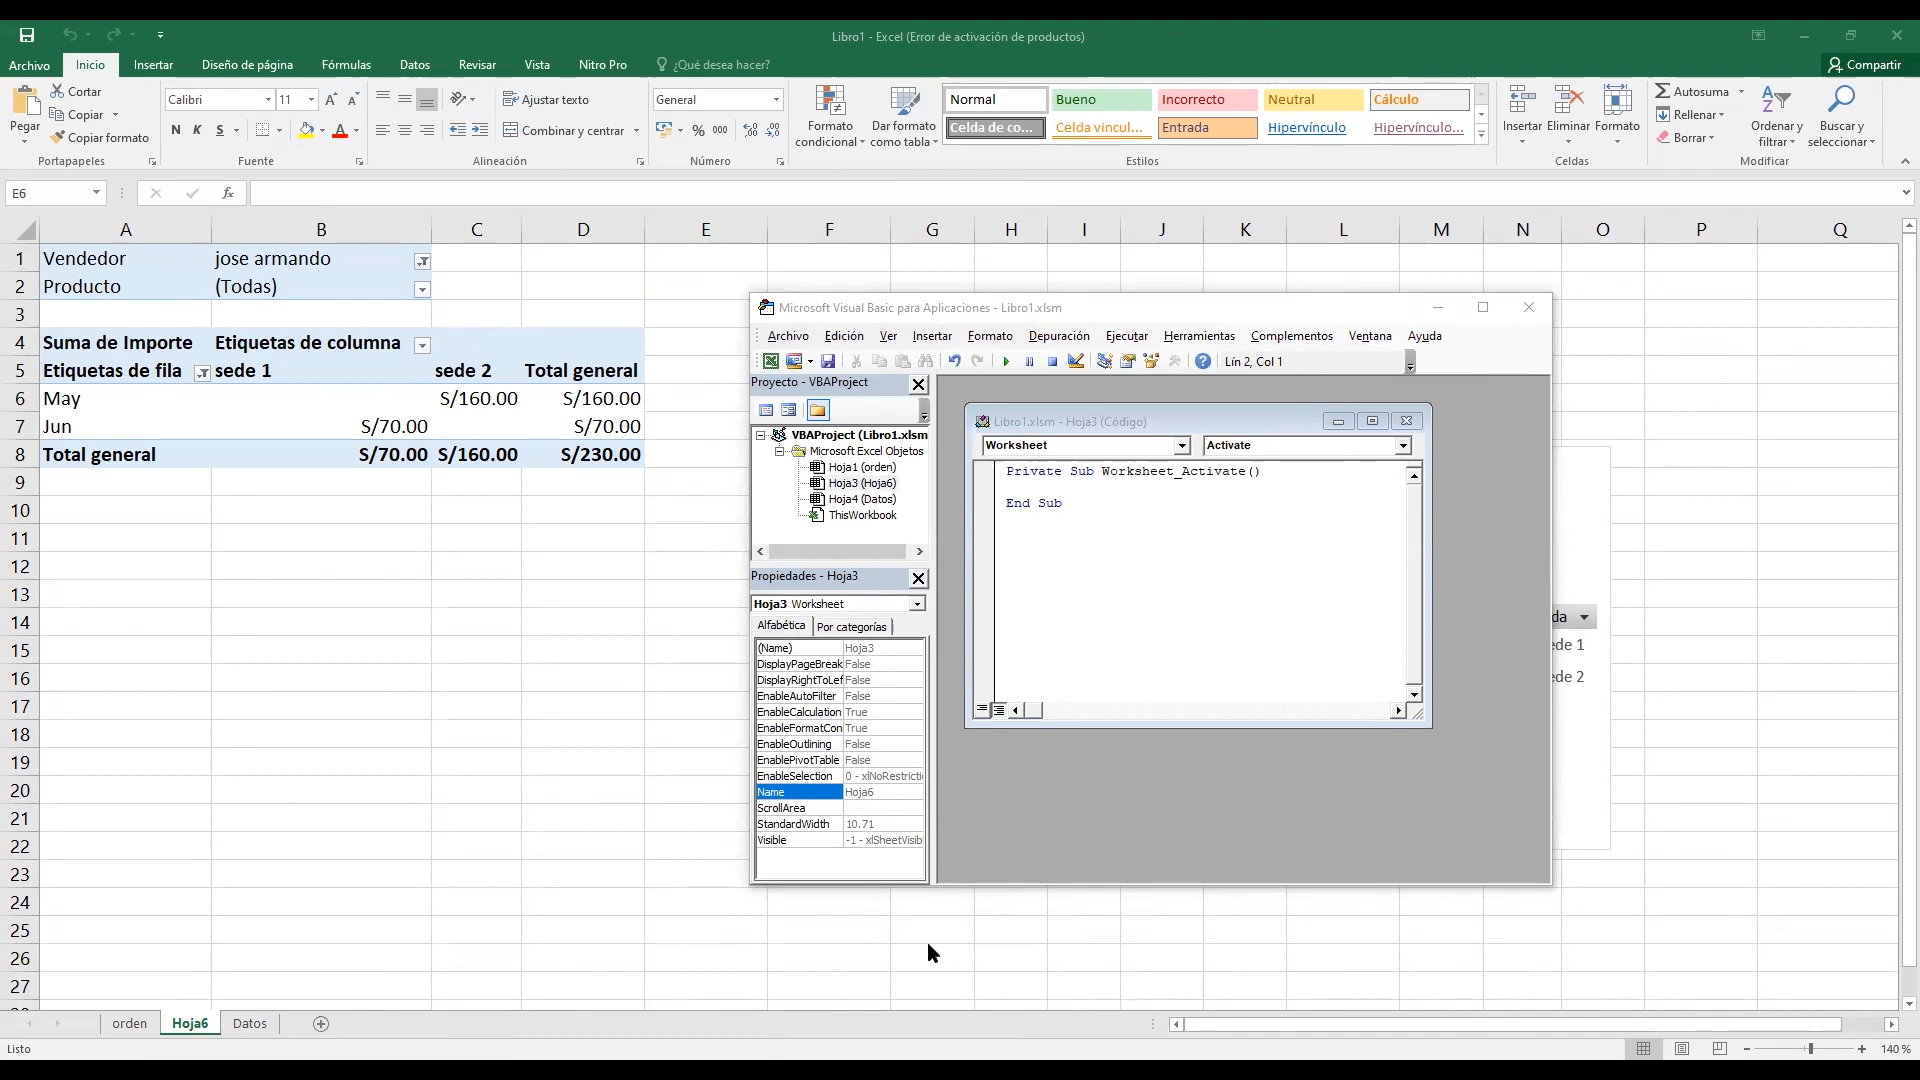 Libro1 - Excel (Error de activación de productos)
Archivo Inicio Insertar Diseño de página Fórmulas Datos Revisar Vista Nitro Pro ¿Qué desea hacer? Compartir
Pegar
Cortar
Copiar
Copiar formato
Portapapeles
Calibri 11
N K S
Fuente
Ajustar texto
Combinar y centrar
Alineación
General
% 000
Número
Formato condicional
Dar formato como tabla
Normal Bueno Incorrecto Neutral Cálculo
Celda de co... Celda vincul... Entrada Hipervínculo Hipervínculo...
Estilos
Insertar Eliminar Formato
Celdas
Autosuma
Rellenar
Borrar
Ordenar y filtrar
Buscar y seleccionar
Modificar
E6 fx
A B C D E F G H I J K L M N O P Q
1 Vendedor jose armando
2 Producto (Todas)
3
4 Suma de Importe Etiquetas de columna
5 Etiquetas de fila sede 1 sede 2 Total general
6 May S/160.00 S/160.00
7 Jun S/70.00 S/70.00
8 Total general S/70.00 S/160.00 S/230.00
9
10
11
12
13
14
15
16
17
18
19
20
21
22
23
24
25
26
27
Microsoft Visual Basic para Aplicaciones - Libro1.xlsm
Archivo Edición Ver Insertar Formato Depuración Ejecutar Herramientas Complementos Ventana Ayuda
Lín 2, Col 1
Proyecto - VBAProject
VBAProject (Libro1.xlsm
Microsoft Excel Objetos
Hoja1 (orden)
Hoja3 (Hoja6)
Hoja4 (Datos)
ThisWorkbook
Propiedades - Hoja3
Hoja3 Worksheet
Alfabética Por categorías
(Name) Hoja3
DisplayPageBreak False
DisplayRightToLef False
EnableAutoFilter False
EnableCalculation True
EnableFormatCon True
EnableOutlining False
EnablePivotTable False
EnableSelection 0 - xlNoRestricti
Name Hoja6
ScrollArea
StandardWidth 10.71
Visible -1 - xlSheetVisib
Libro1.xlsm - Hoja3 (Código)
Worksheet Activate
Private Sub Worksheet_Activate()
End Sub
da
ede 1
ede 2
orden Hoja6 Datos
Listo 140 %